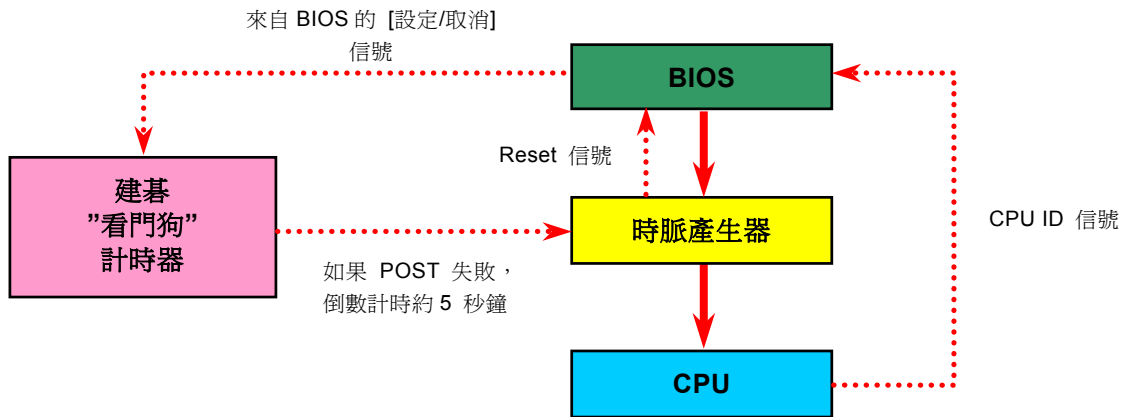 來自 BIOS 的 [設定/取消]
信號
BIOS
Reset 信號
建碁
”看門狗”
計時器
時脈產生器
CPU ID 信號
如果 POST 失敗，
倒數計時約 5 秒鐘
CPU